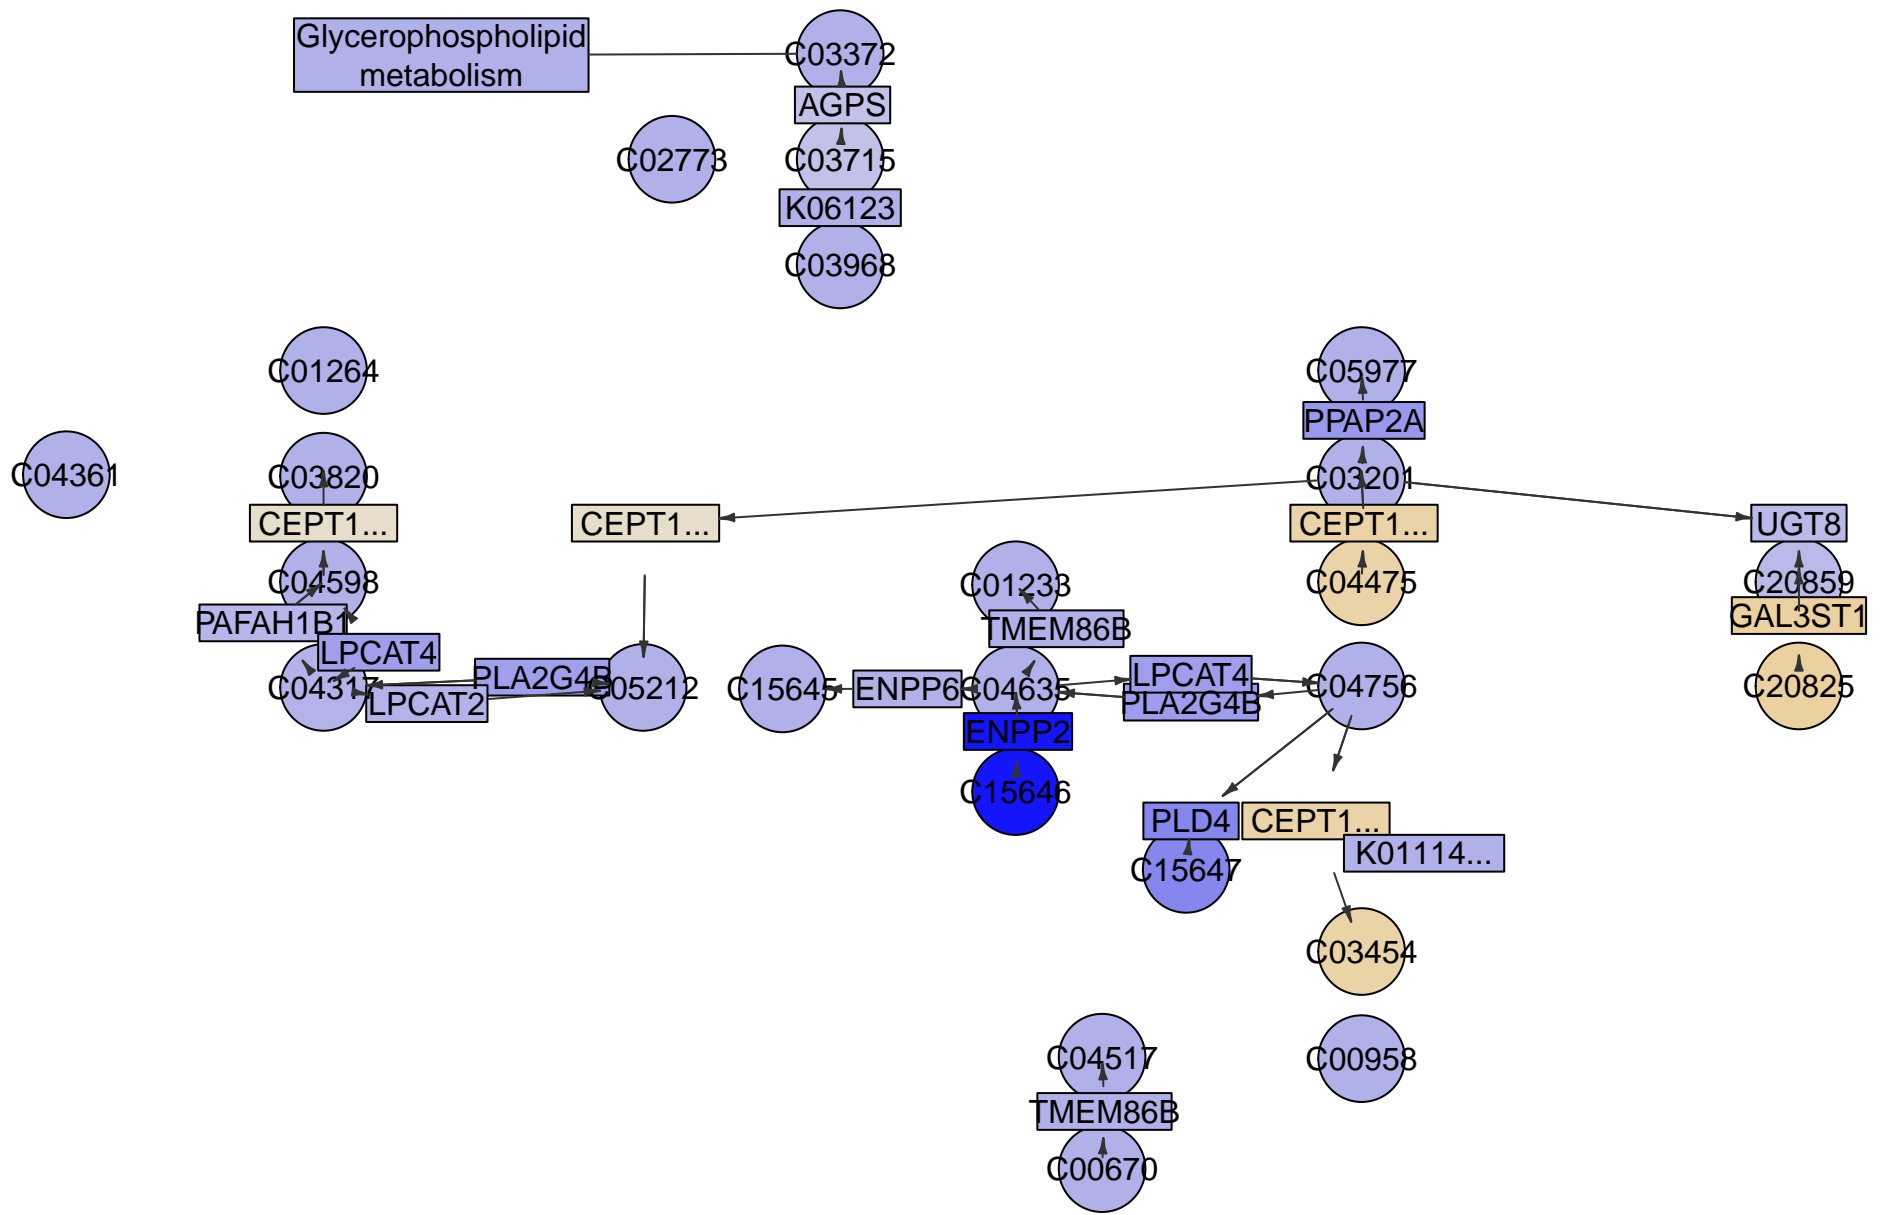 Glycerophospholipid
metabolism
C03372
AGPS
C02773
C03715
K06123
C03968
C01264
C05977
PPAP2A
C04361
C03820
C03201
CEPT1...
CEPT1...
CEPT1...
UGT8
C04598
C01233
C04475
C20859
PAFAH1B1
TMEM86B
GAL3ST1
LPCAT4
C04317
PLA2G4B
C05212
LPCAT2
C15645
ENPP6
C04635
LPCAT4
PLA2G4B
C04756
C20825
ENPP2
C15646
PLD4
CEPT1...
K01114...
C15647
C03454
C04517
C00958
TMEM86B
C00670